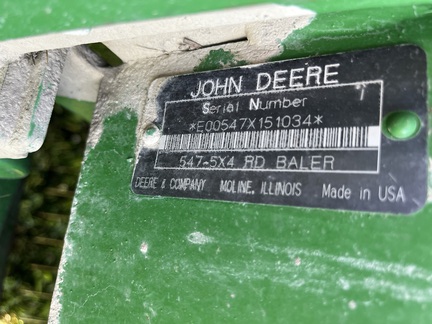 JOHN DEERE
Serial Number
*E00547X151034*
547-5X4 RD BALER
DEERE & COMPANY MOLINE, ILLINOIS Made in USA